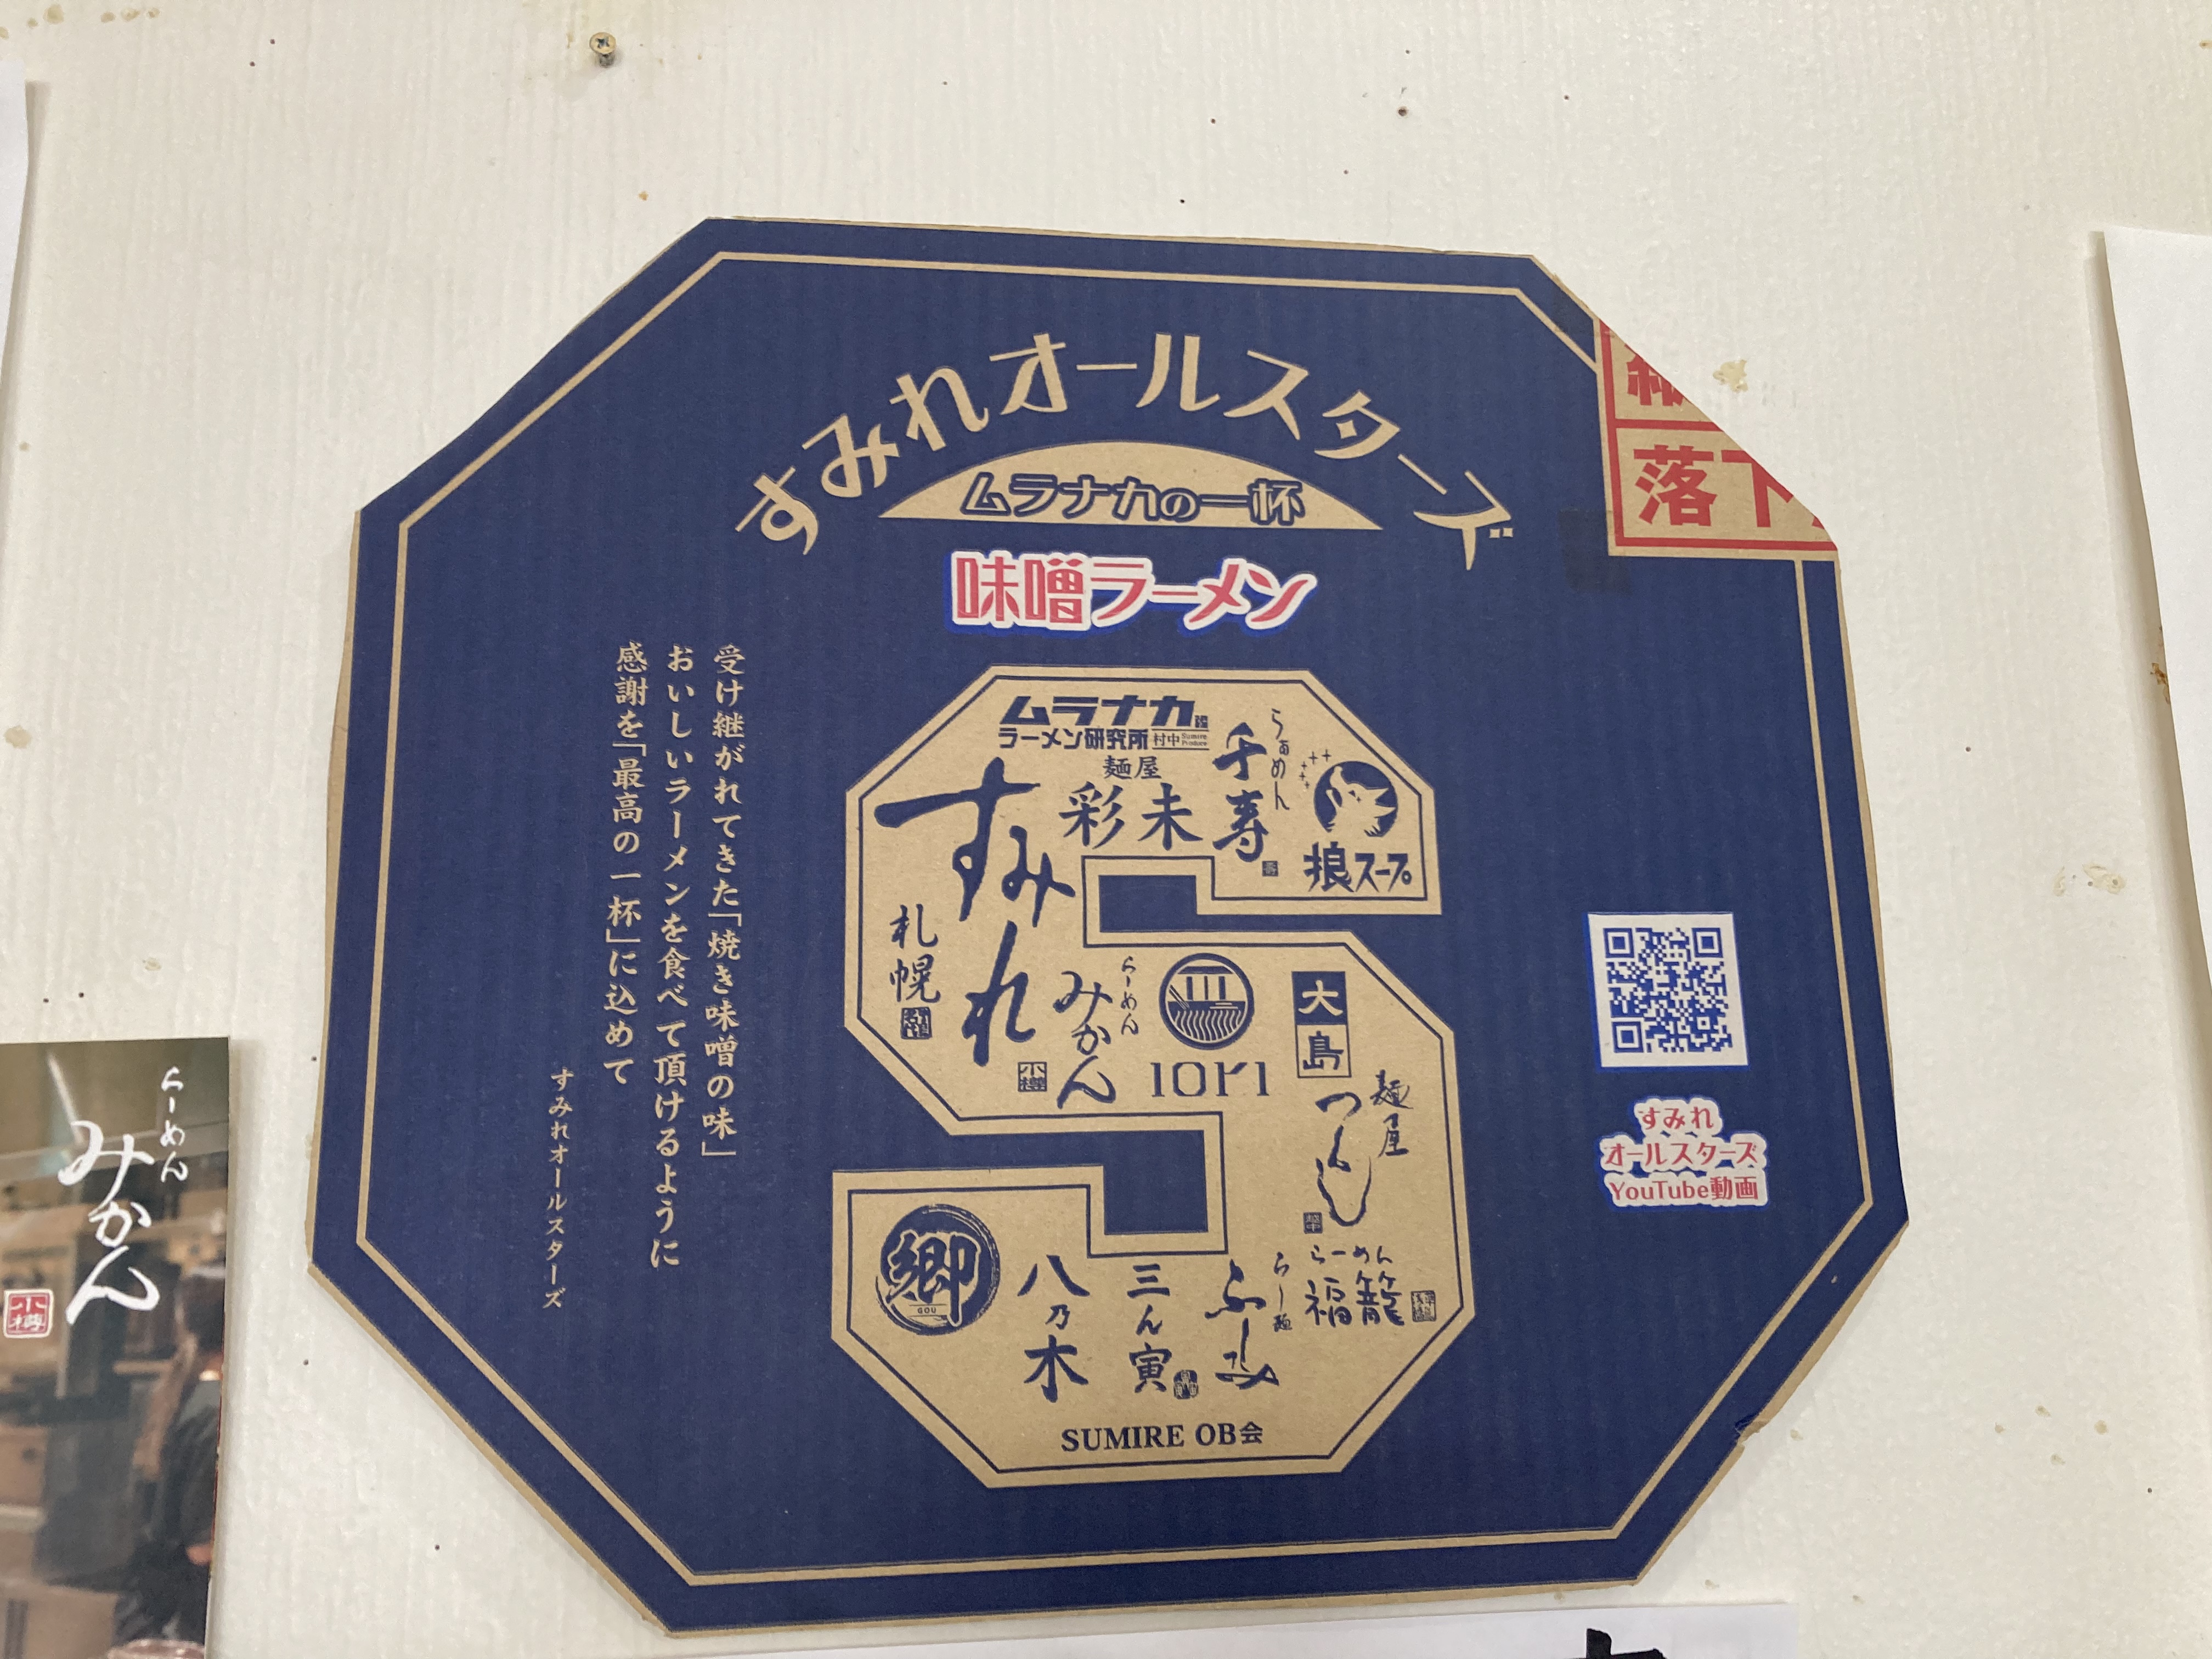 すみれオールスターズ
ムラナカの一杯
味噌ラーメン
落下
受け継がれてきた「焼き味噌の味」
おいしいラーメンを食べて頂けるように
感謝を「最高の一杯」に込めて
すみれオールスターズ
ムラナカ
ラーメン研究所 村中 Sumire Produce
麺屋
彩未
らぁめん
千寿
狼スープ
すみれ
札幌
らーめん
みかん
小樽
IORI
大島
麺屋
つくし
郷
GOU
八乃木
三ん寅
らー麺
ふしみ
らーめん
福籠
SUMIRE OB会
すみれ
オールスターズ
YouTube動画
らーめん
みかん
小樽